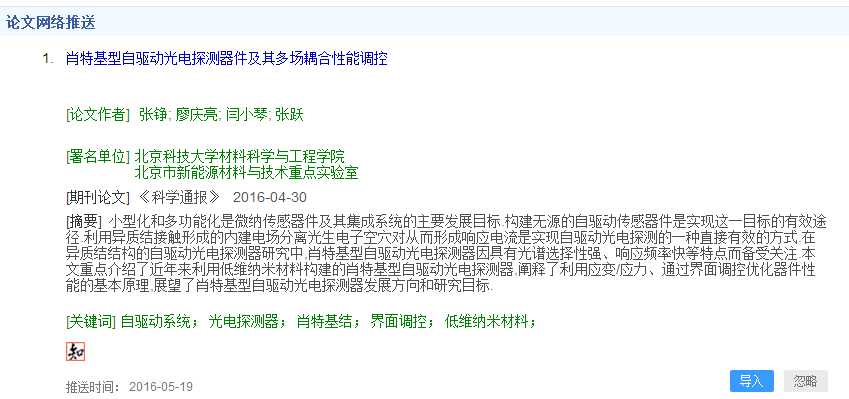 论文网络推送
1. 肖特基型自驱动光电探测器件及其多场耦合性能调控
[论文作者] 张铮; 廖庆亮; 闫小琴; 张跃
[署名单位] 北京科技大学材料科学与工程学院
北京市新能源材料与技术重点实验室
[期刊论文] 《科学通报》 2016-04-30
[摘要] 小型化和多功能化是微纳传感器件及其集成系统的主要发展目标.构建无源的自驱动传感器件是实现这一目标的有效途
径.利用异质结接触形成的内建电场分离光生电子空穴对从而形成响应电流是实现自驱动光电探测的一种直接有效的方式.在
异质结结构的自驱动光电探测器研究中,肖特基型自驱动光电探测器因具有光谱选择性强、响应频率快等特点而备受关注.本
文重点介绍了近年来利用低维纳米材料构建的肖特基型自驱动光电探测器,阐释了利用应变/应力、通过界面调控优化器件性
能的基本原理,展望了肖特基型自驱动光电探测器发展方向和研究目标.
[关键词] 自驱动系统； 光电探测器； 肖特基结； 界面调控； 低维纳米材料；
知
推送时间： 2016-05-19
导入 忽略